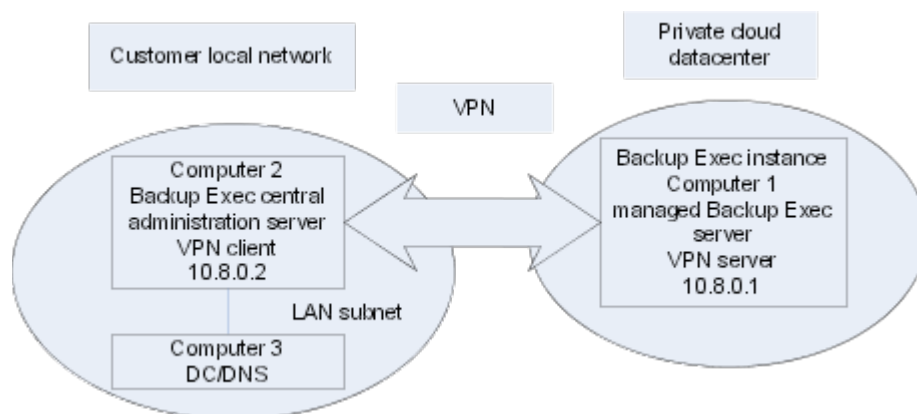 Customer local network
Private cloud
datacenter
VPN
Computer 2
Backup Exec central
administration server
VPN client
10.8.0.2
Backup Exec instance
Computer 1
managed Backup Exec
server
VPN server
10.8.0.1
LAN subnet
Computer 3
DC/DNS